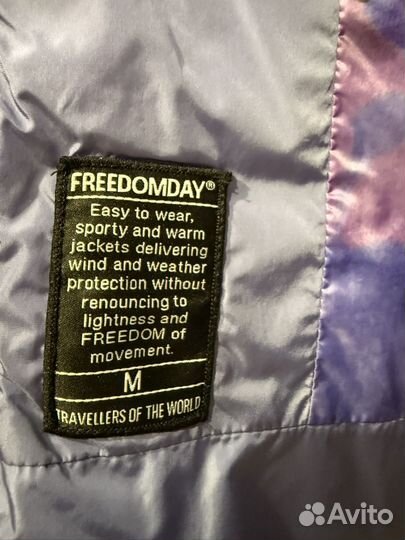 FREEDOMDAY®
Easy to wear,
sporty and warm
jackets delivering
wind and weather
protection without
renouncing to
lightness and
FREEDOM of
movement.
M
TRAVELLERS OF THE WORLD
Avito